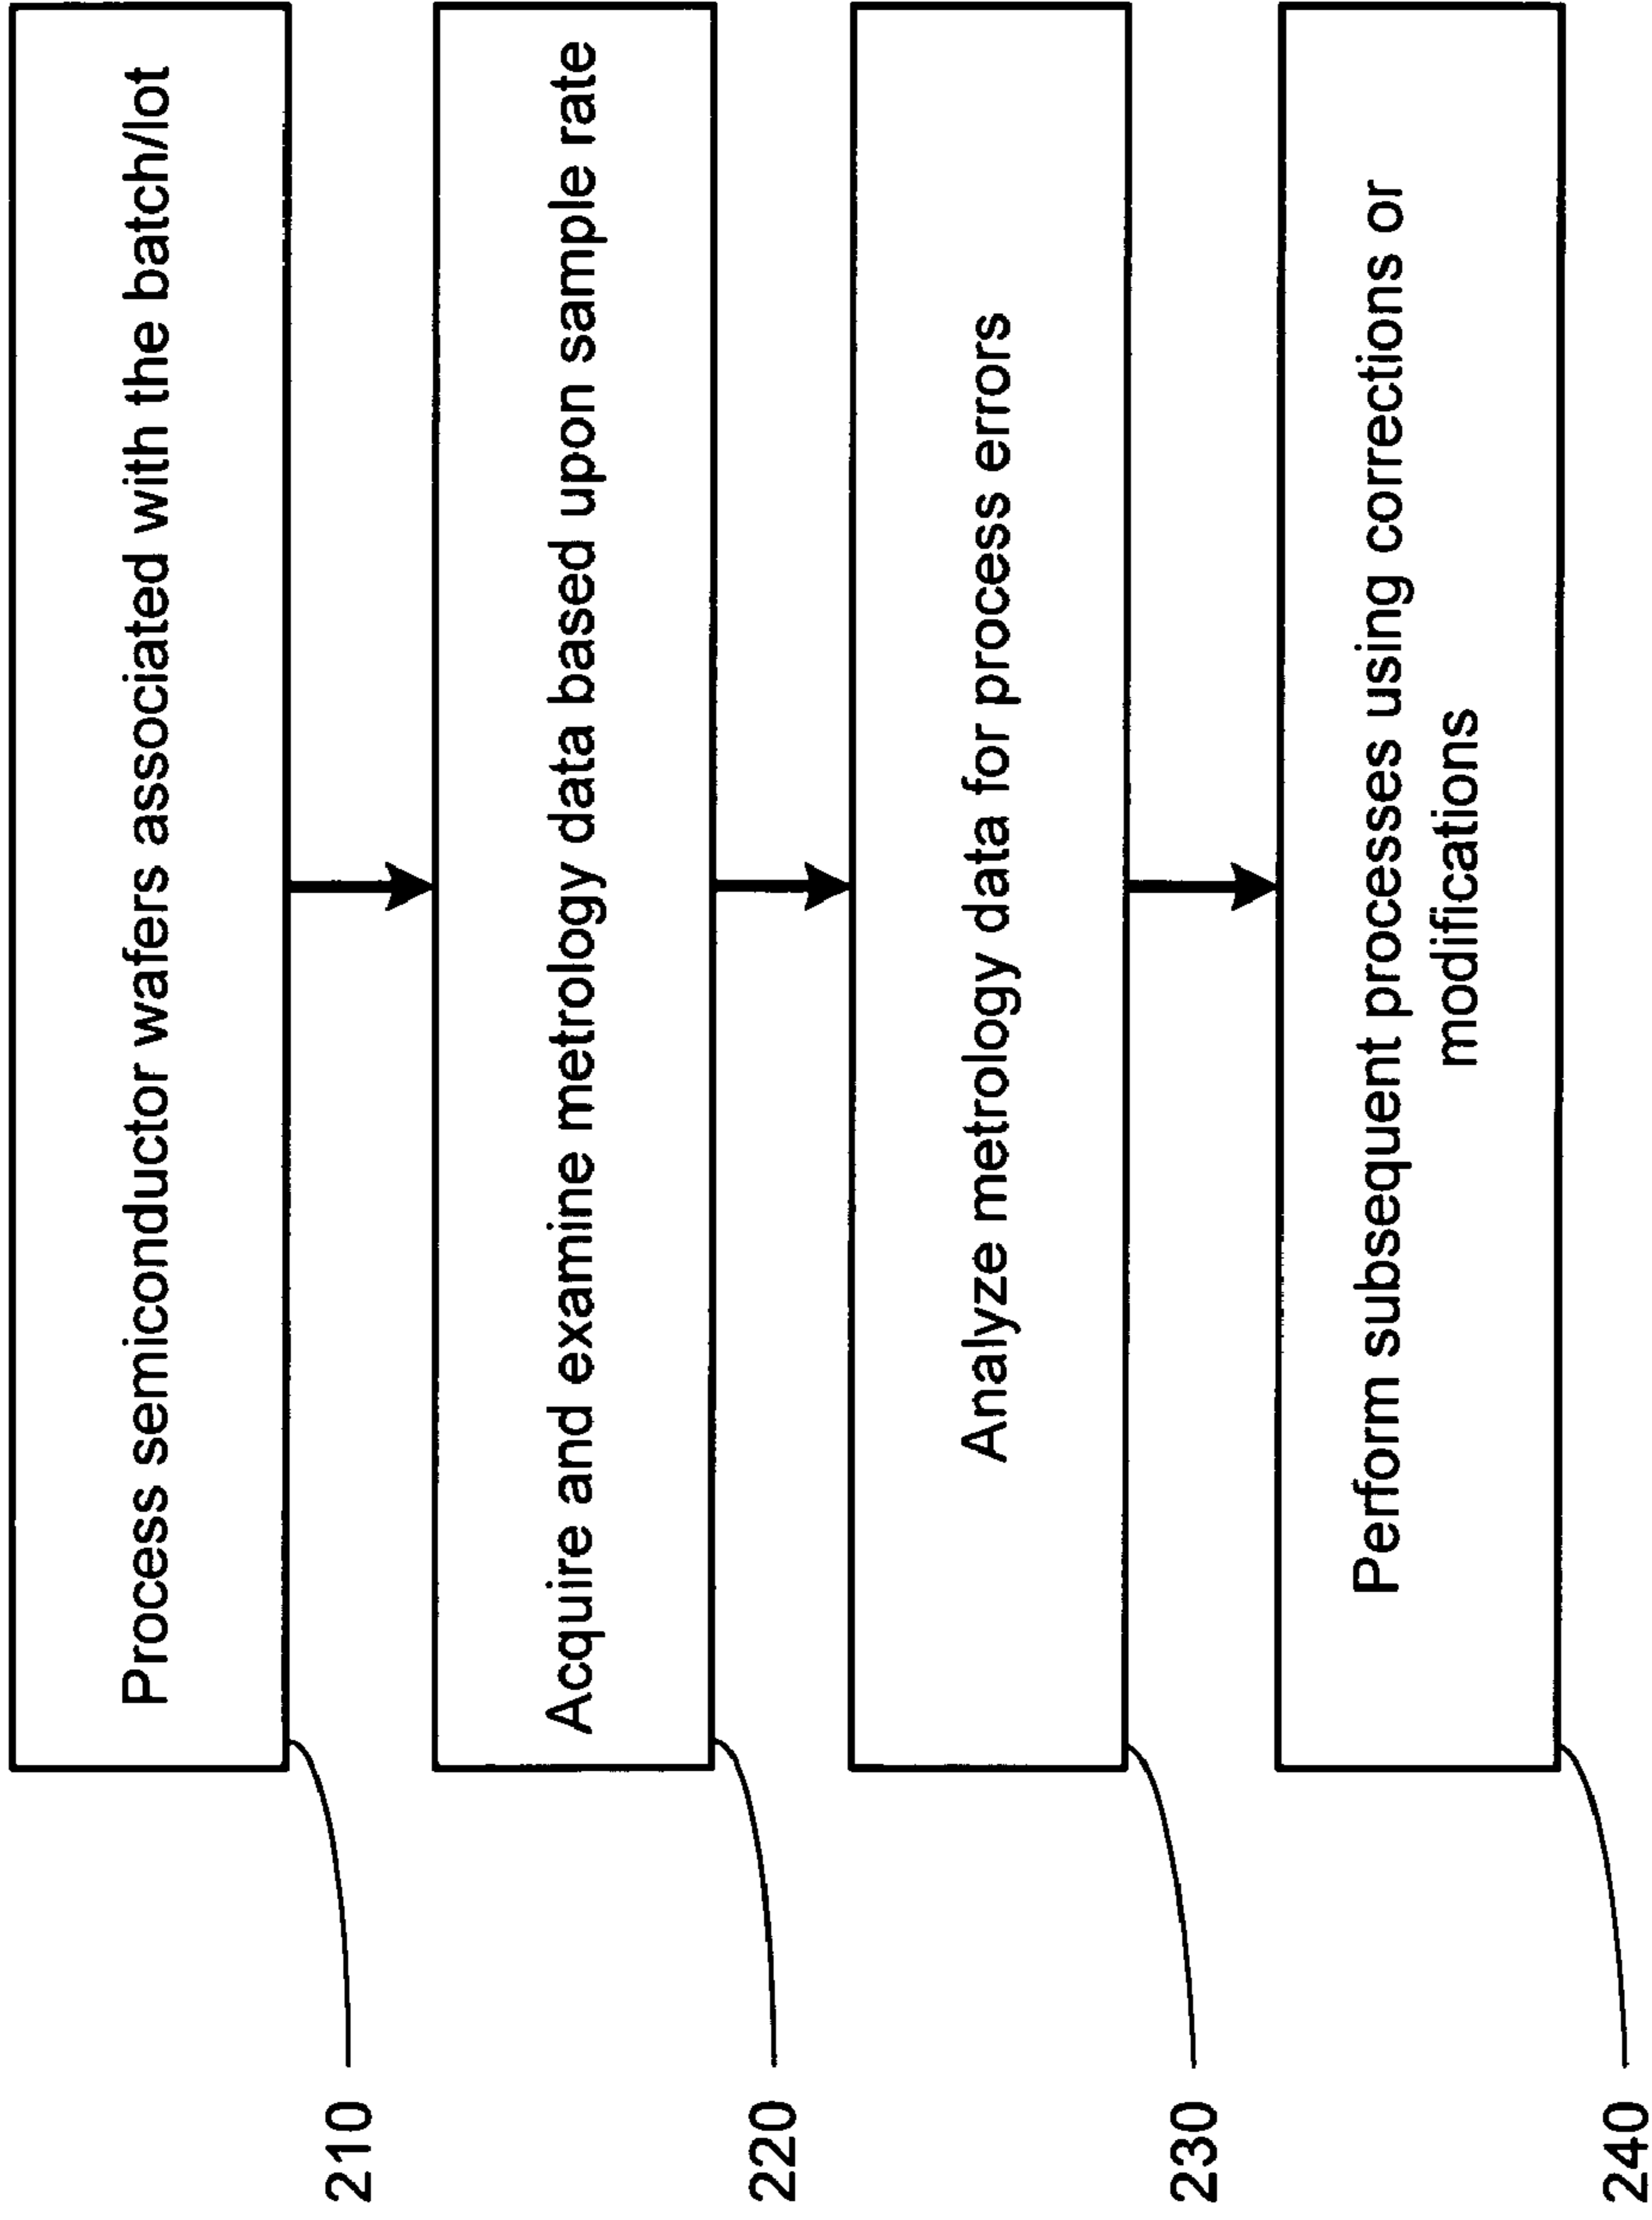 Process semiconductor wafers associated with the batch/lot
210
Acquire and examine metrology data based upon sample rate
220
Analyze metrology data for process errors
230
Perform subsequent processes using corrections or
modifications
240